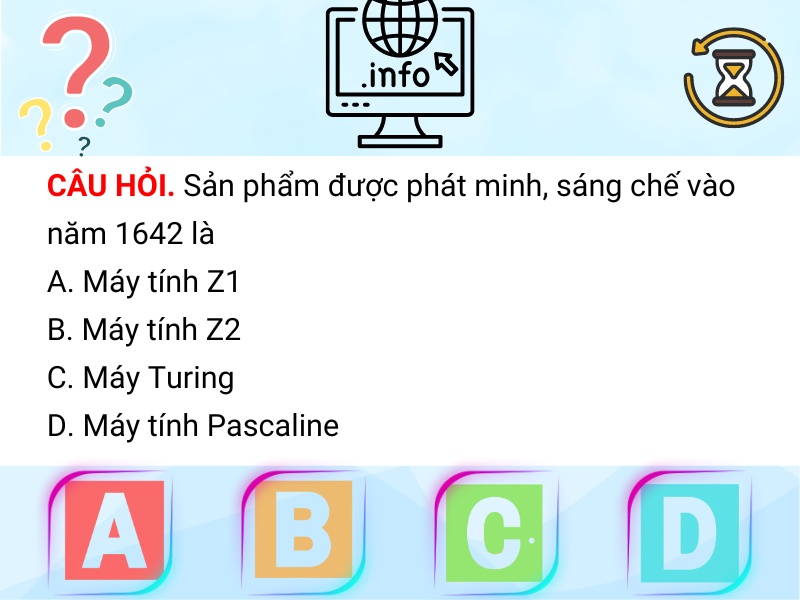 ?
?
?
?
.info
CÂU HỎI. Sản phẩm được phát minh, sáng chế vào
năm 1642 là
A. Máy tính Z1
B. Máy tính Z2
C. Máy Turing
D. Máy tính Pascaline
A B C D